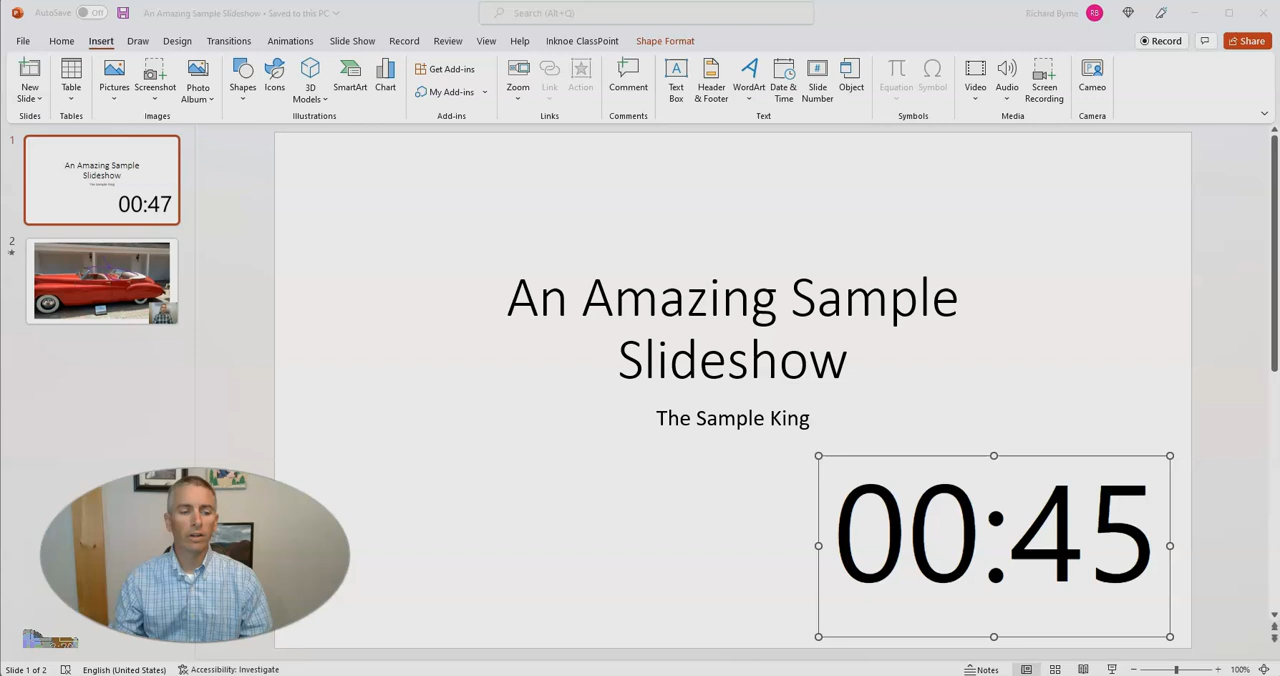 AutoSave Off An Amazing Sample Slideshow • Saved to this PC Search (Alt+Q) Richard Byrne RB
File Home Insert Draw Design Transitions Animations Slide Show Record Review View Help Inknoe ClassPoint Shape Format Record Share
New Slide Table Pictures Screenshot Photo Album Shapes Icons 3D Models SmartArt Chart Get Add-ins My Add-ins Zoom Link Action Comment Text Box Header & Footer WordArt Date & Time Slide Number Object Equation Symbol Video Audio Screen Recording Cameo
Slides Tables Images Illustrations Add-ins Links Comments Text Symbols Media Camera
1
An Amazing Sample
Slideshow
The Sample King
00:47
2
An Amazing Sample
Slideshow
The Sample King
00:45
Slide 1 of 2 English (United States) Accessibility: Investigate Notes 100%